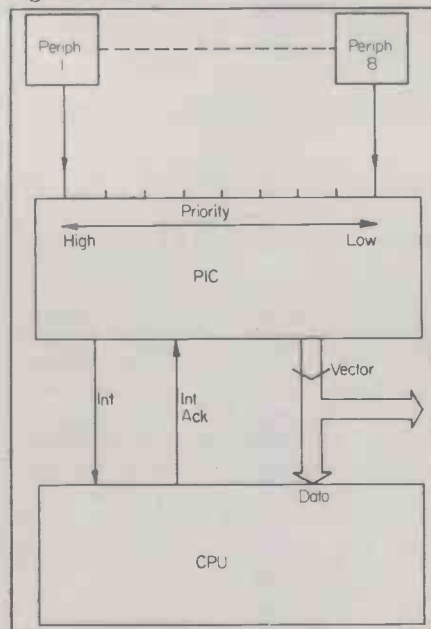 Periph
1
Periph
8
Priority
High
Low
PIC
Int
Int
Ack
Vector
Data
CPU